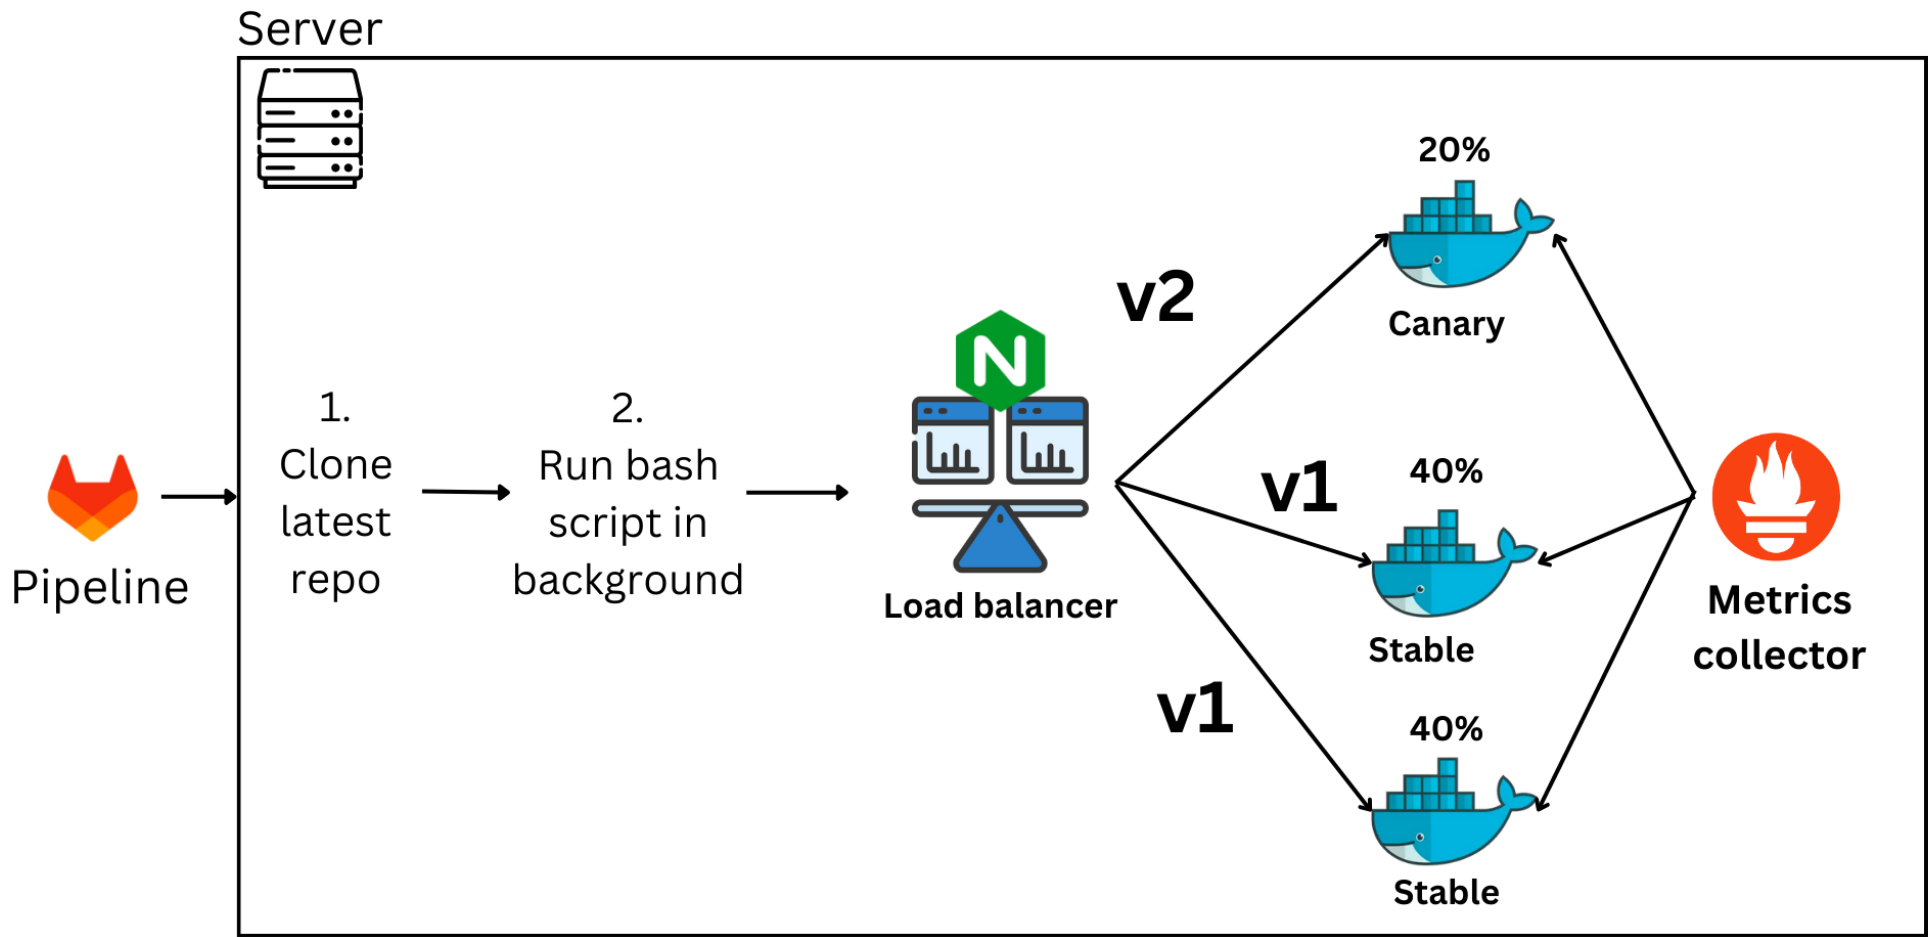 Server
Pipeline
1.
Clone
latest
repo
2.
Run bash
script in
background
N
Load balancer
v2
v1
v1
20%
Canary
40%
Stable
40%
Stable
Metrics
collector